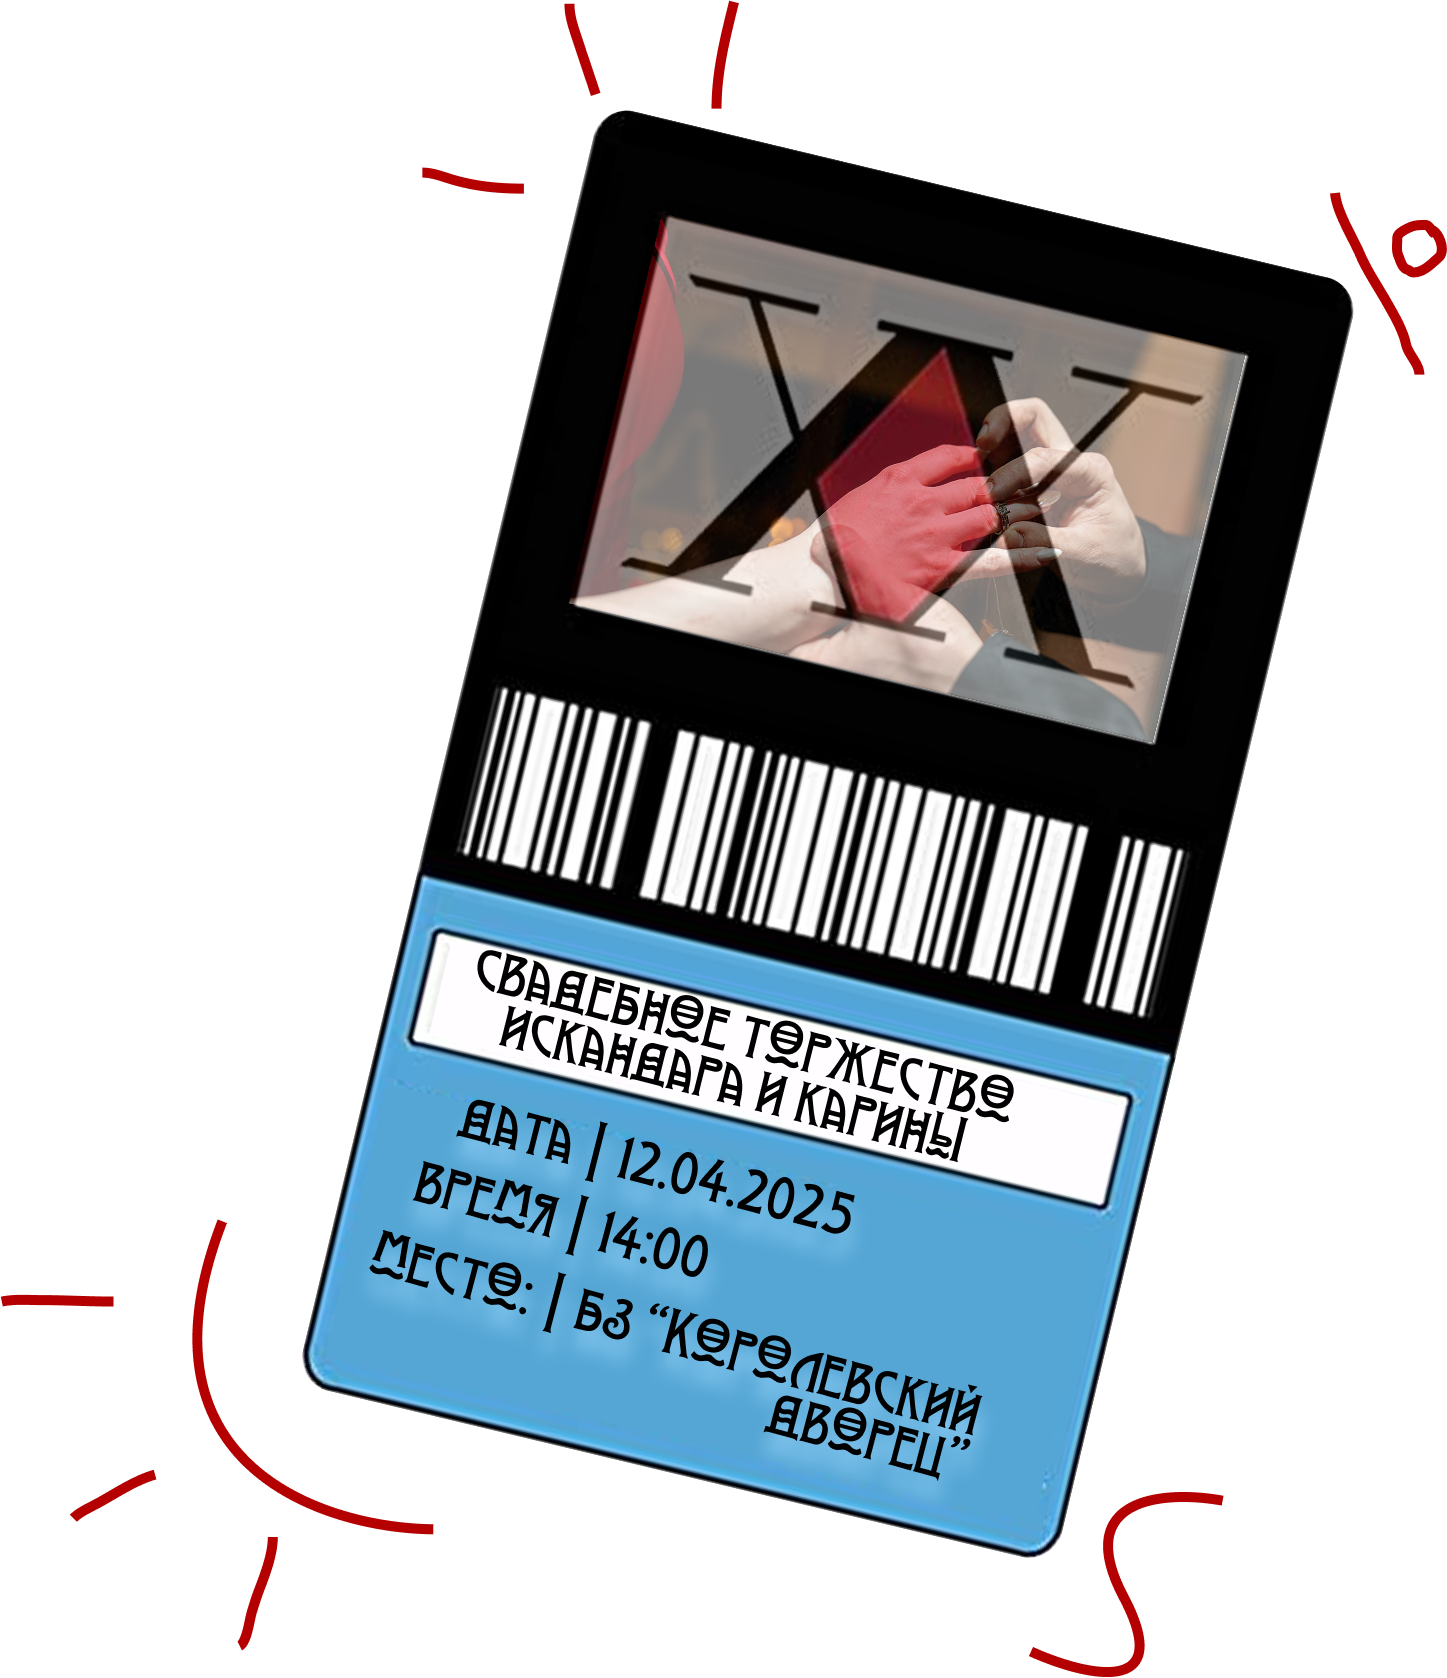 СВАДЕБНОЕ ТОРЖЕСТВО
ИСКАНДАРА И КАРИНЫ
ДАТА | 12.04.2025
ВРЕМЯ | 14:00
МЕСТО: | БЗ “КОРОЛЕВСКИЙ
ДВОРЕЦ”